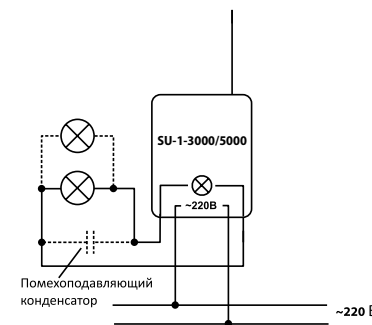 SU-1-3000/5000
~220В
Помехоподавляющий
конденсатор
~220 В